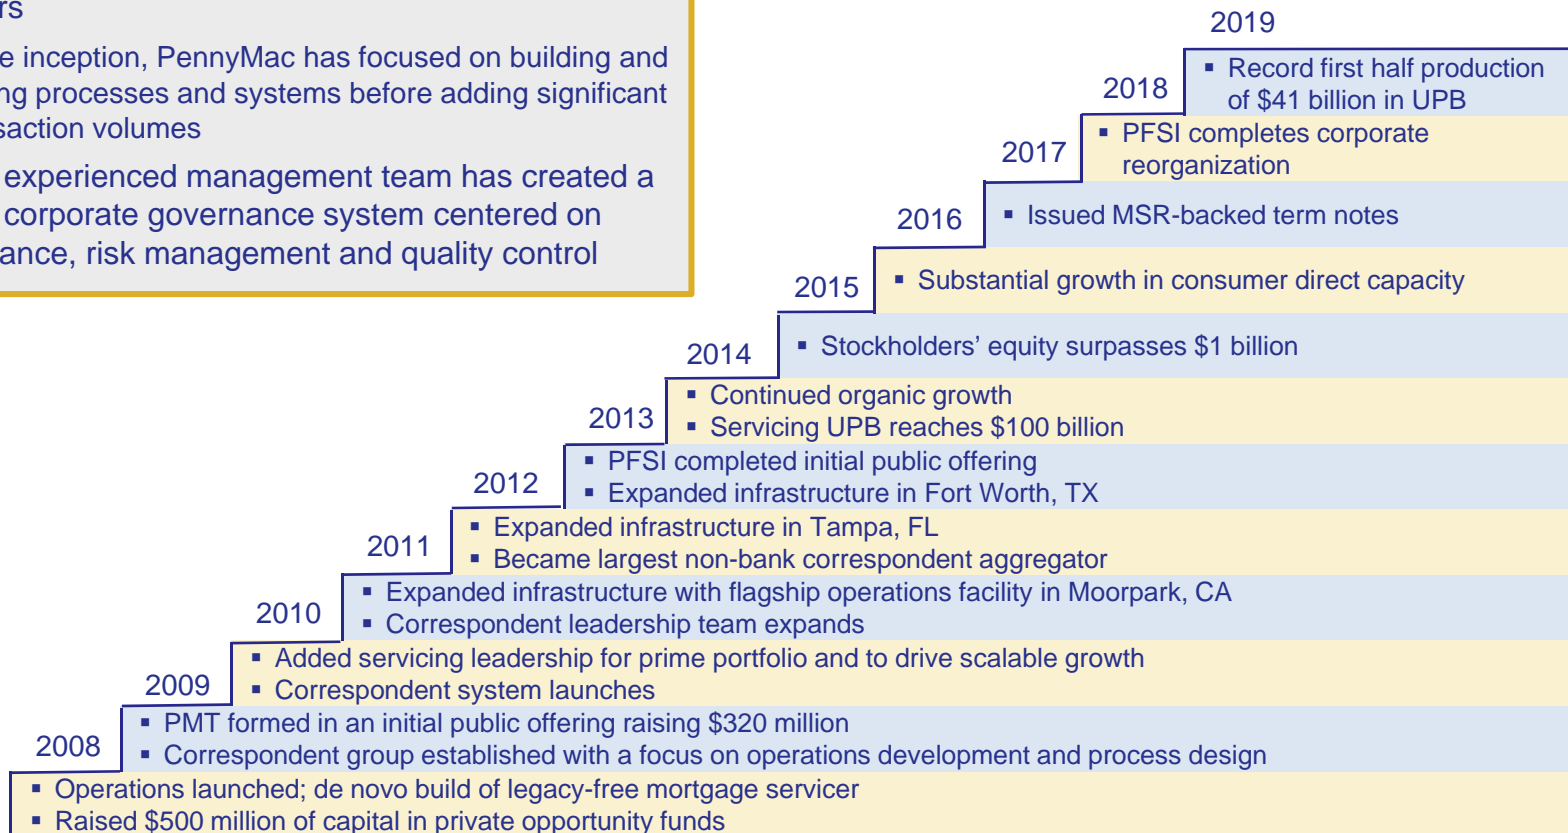 e inception, PennyMac has focused on building and
processes and systems before adding significant
volumes
experienced management team has created a
corporate governance system centered on
risk management and quality control
2019
▪ Record first half production
of $41 billion in UPB
2018
▪ PFSI completes corporate
reorganization
2017
▪ Issued MSR-backed term notes
2016
▪ Substantial growth in consumer direct capacity
2015
▪ Stockholders’ equity surpasses $1 billion
2014
▪ Continued organic growth
▪ Servicing UPB reaches $100 billion
2013
▪ PFSI completed initial public offering
▪ Expanded infrastructure in Fort Worth, TX
2012
▪ Expanded infrastructure in Tampa, FL
▪ Became largest non-bank correspondent aggregator
2011
▪ Expanded infrastructure with flagship operations facility in Moorpark, CA
▪ Correspondent leadership team expands
2010
▪ Added servicing leadership for prime portfolio and to drive scalable growth
▪ Correspondent system launches
2009
▪ PMT formed in an initial public offering raising $320 million
▪ Correspondent group established with a focus on operations development and process design
2008
▪ Operations launched; de novo build of legacy-free mortgage servicer
▪ Raised $500 million of capital in private opportunity funds